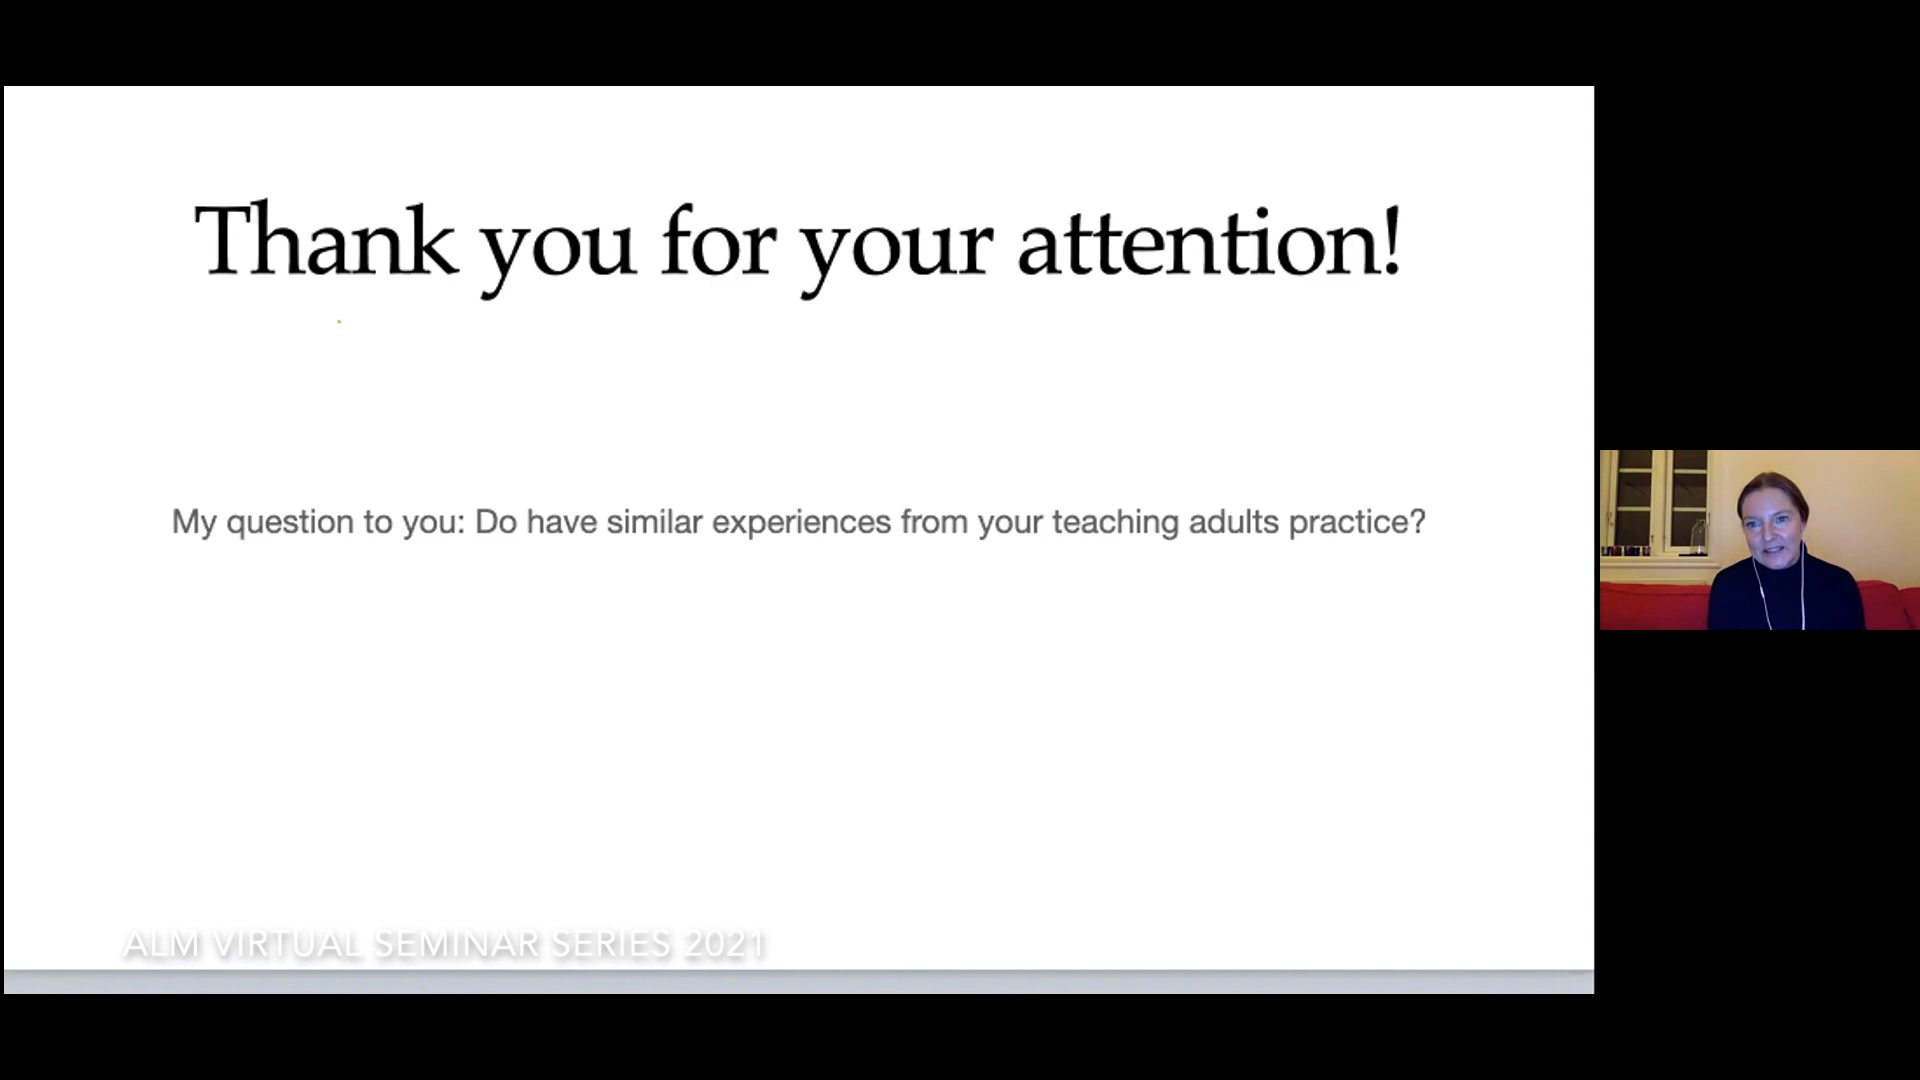 Thank you for your attention!
My question to you: Do have similar experiences from your teaching adults practice?
ALM VIRTUAL SEMINAR SERIES 2021